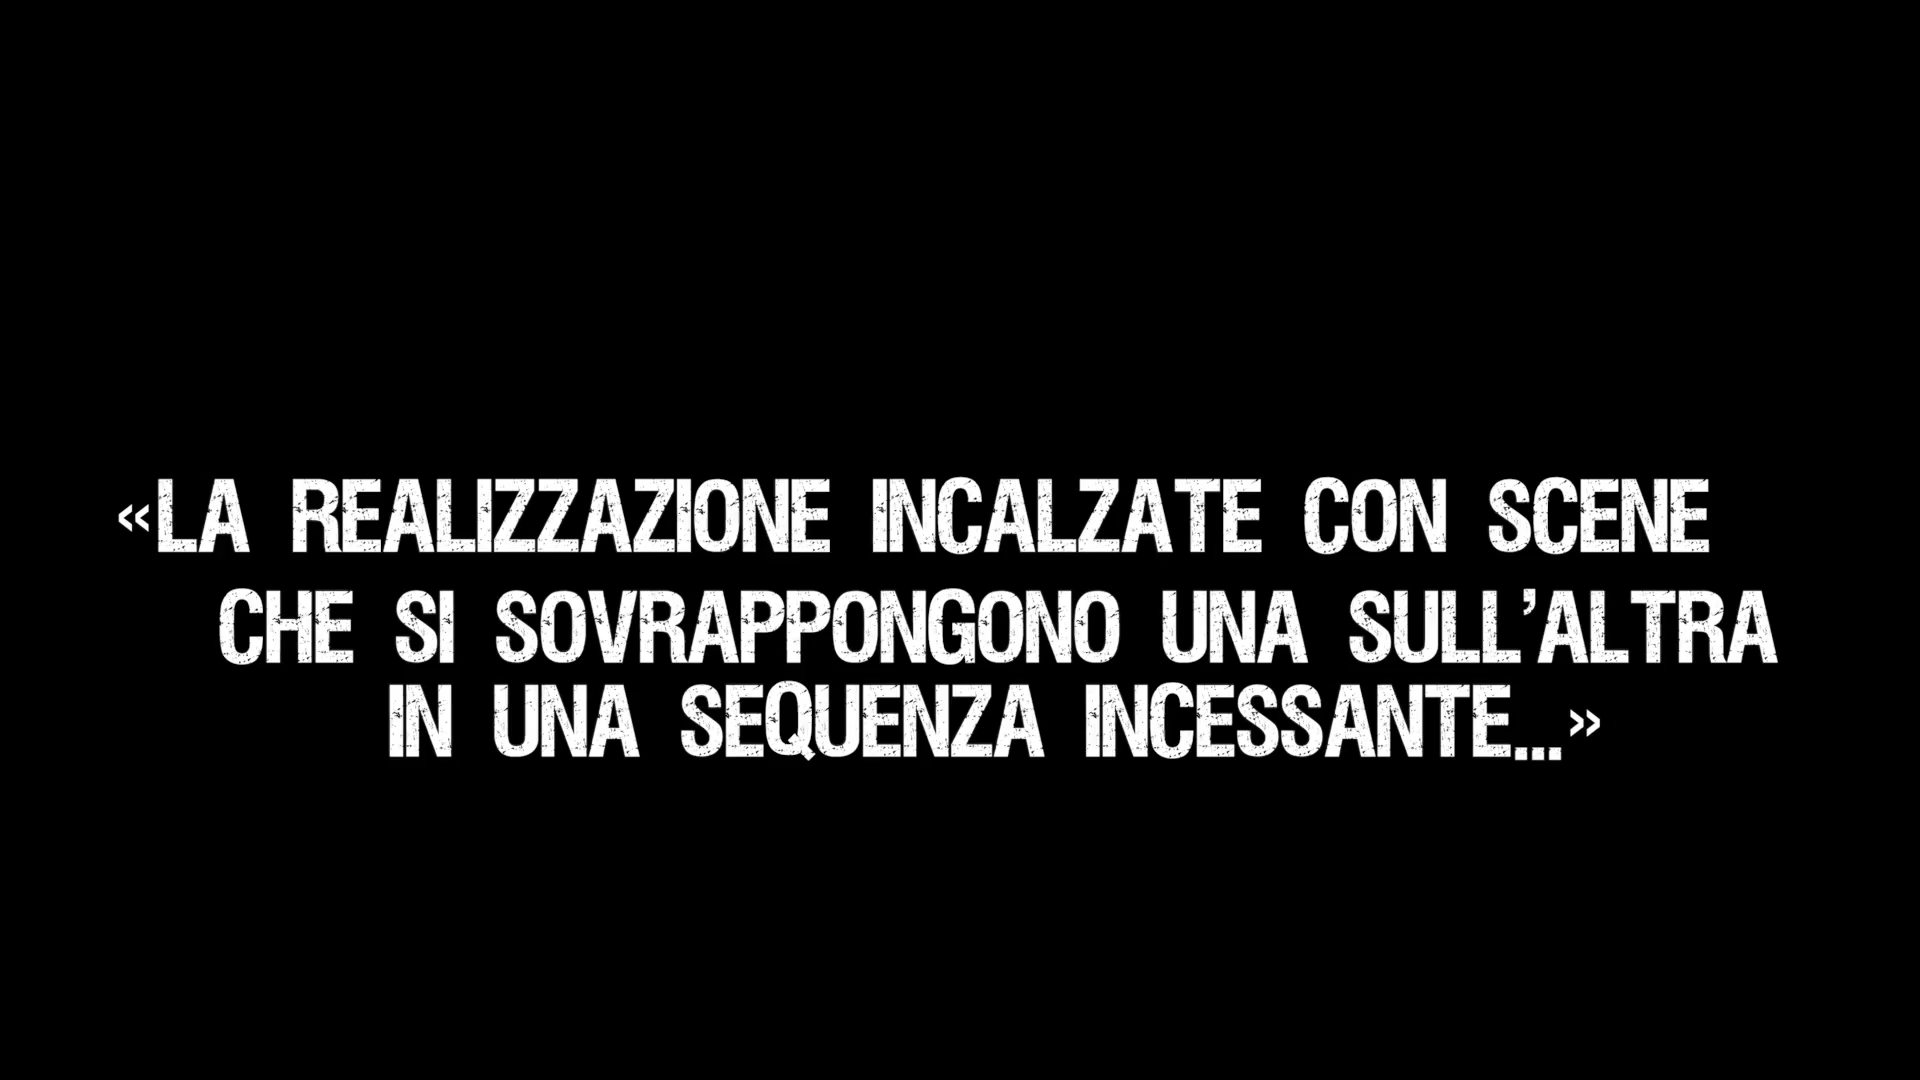 «LA REALIZZAZIONE INCALZATE CON SCENE
CHE SI SOVRAPPONGONO UNA SULL'ALTRA
IN UNA SEQUENZA INCESSANTE...»